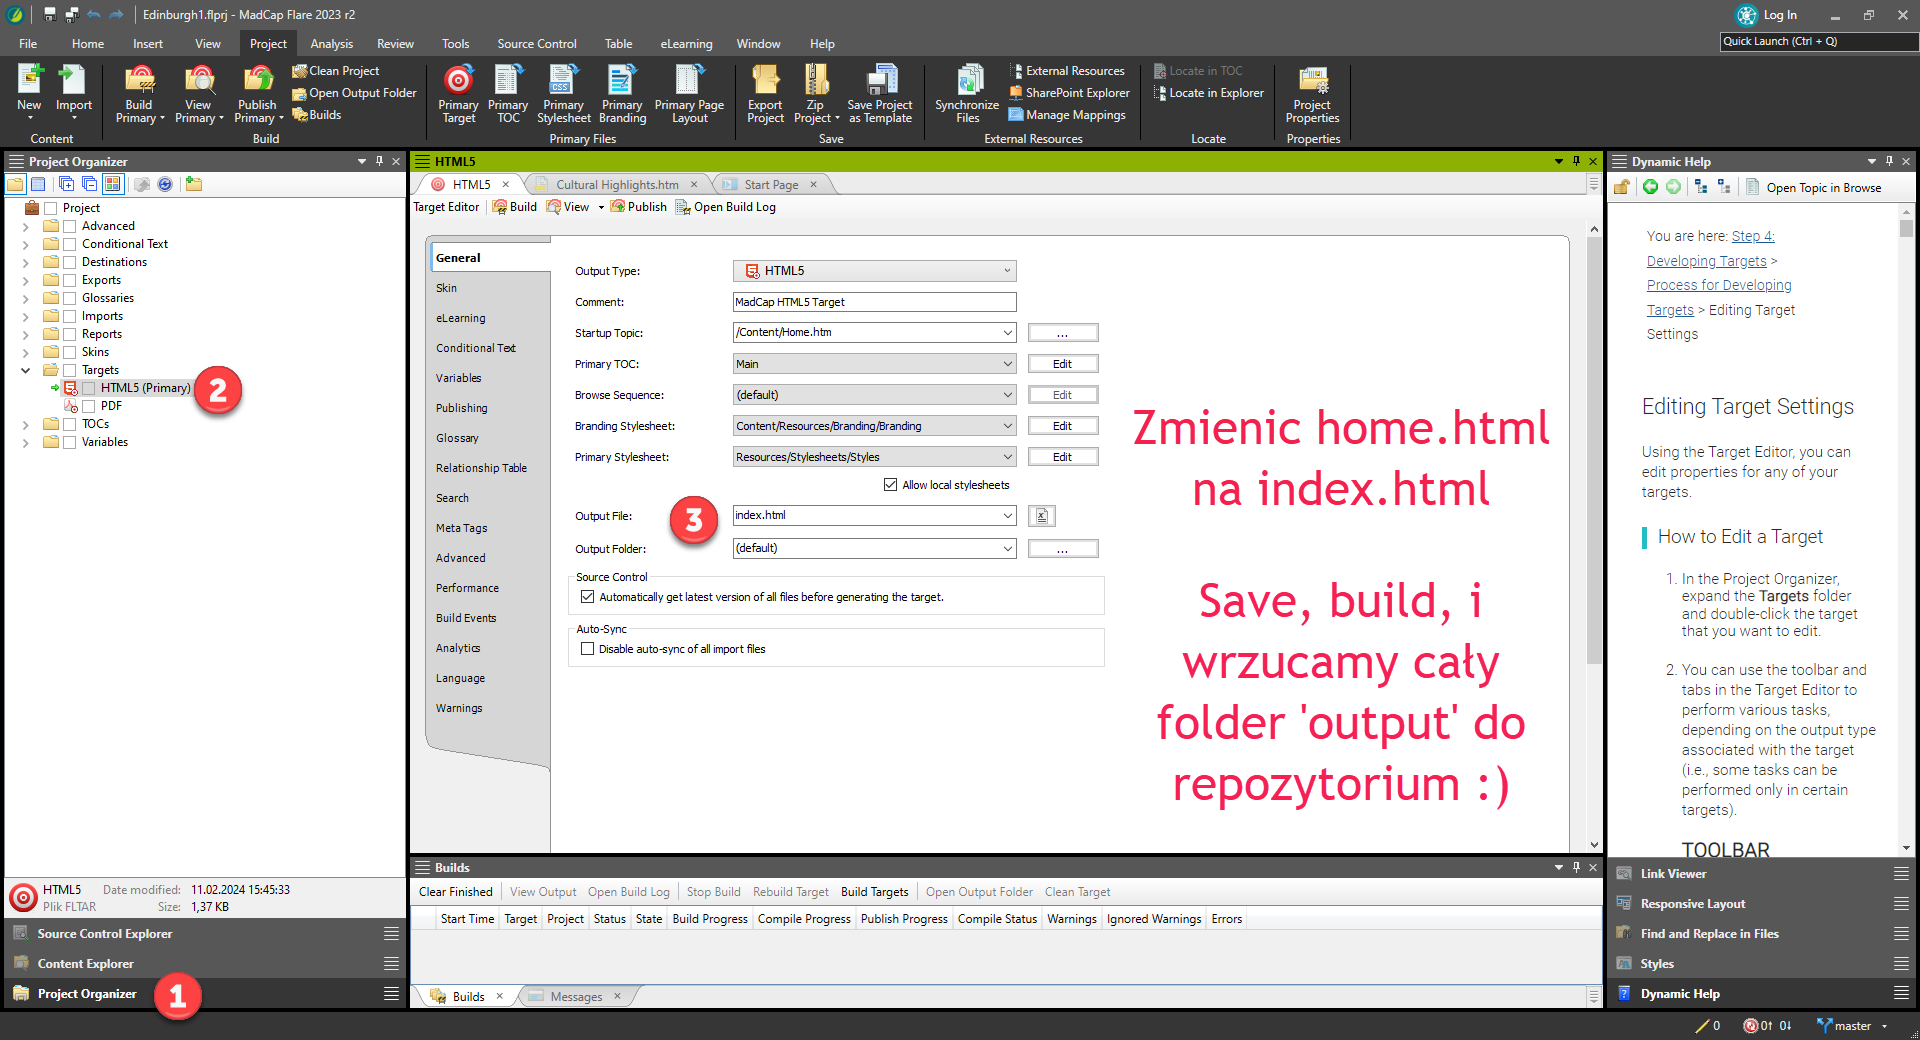 Edinburgh1.flprj - MadCap Flare 2023 r2
Log In
File Home Insert View Project Analysis Review Tools Source Control Table eLearning Window Help
Quick Launch (Ctrl + Q)
New
Import
Content
Build Primary
View Primary
Publish Primary
Clean Project
Open Output Folder
Builds
Build
Primary Target
Primary TOC
Primary Stylesheet
Primary Branding
Primary Page Layout
Primary Files
Export Project
Zip Project
Save Project as Template
Save
Synchronize Files
External Resources
SharePoint Explorer
Manage Mappings
External Resources
Locate in TOC
Locate in Explorer
Locate
Project Properties
Properties
Project Organizer
Project
Advanced
Conditional Text
Destinations
Exports
Glossaries
Imports
Reports
Skins
Targets
HTML5 (Primary)
2
PDF
TOCs
Variables
HTML5
Date modified: 11.02.2024 15:45:33
Plik FLTAR
Size: 1,37 KB
Source Control Explorer
Content Explorer
Project Organizer
1
HTML5
HTML5
Cultural Highlights.htm
Start Page
Target Editor Build View Publish Open Build Log
General
Skin
eLearning
Conditional Text
Variables
Publishing
Glossary
Relationship Table
Search
Meta Tags
Advanced
Performance
Build Events
Analytics
Language
Warnings
Output Type: HTML5
Comment: MadCap HTML5 Target
Startup Topic: /Content/Home.htm ...
Primary TOC: Main Edit
Browse Sequence: (default) Edit
Branding Stylesheet: Content/Resources/Branding/Branding Edit
Primary Stylesheet: Resources/Stylesheets/Styles Edit
Allow local stylesheets
Output File: 3 index.html
Output Folder: (default) ...
Source Control
Automatically get latest version of all files before generating the target.
Auto-Sync
Disable auto-sync of all import files
Zmienic home.html
na index.html
Save, build, i
wrzucamy cały
folder 'output' do
repozytorium :)
Builds
Clear Finished View Output Open Build Log Stop Build Rebuild Target Build Targets Open Output Folder Clean Target
Start Time Target Project Status State Build Progress Compile Progress Publish Progress Compile Status Warnings Ignored Warnings Errors
Builds
Messages
Dynamic Help
Open Topic in Browse
You are here: Step 4:
Developing Targets >
Process for Developing
Targets > Editing Target
Settings
Editing Target Settings
Using the Target Editor, you can
edit properties for any of your
targets.
How to Edit a Target
1. In the Project Organizer,
expand the Targets folder
and double-click the target
that you want to edit.
2. You can use the toolbar and
tabs in the Target Editor to
perform various tasks,
depending on the output type
associated with the target
(i.e., some tasks can be
performed only in certain
targets).
TOOLBAR
Link Viewer
Responsive Layout
Find and Replace in Files
Styles
Dynamic Help
0 0↑ 0↓ master